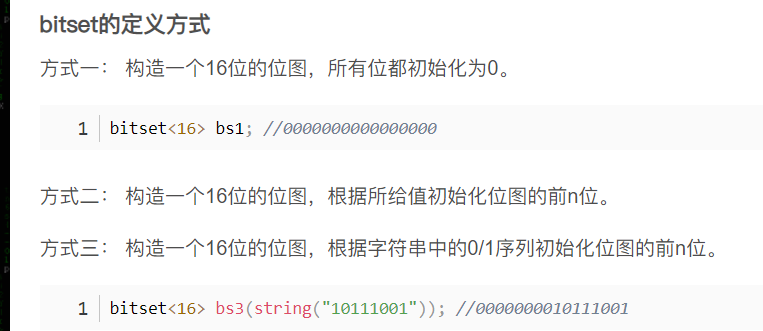 bitset的定义方式
方式一： 构造一个16位的位图，所有位都初始化为0。
1 bitset<16> bs1; //0000000000000000
方式二： 构造一个16位的位图，根据所给值初始化位图的前n位。
方式三： 构造一个16位的位图，根据字符串中的0/1序列初始化位图的前n位。
1 bitset<16> bs3(string("10111001")); //0000000010111001